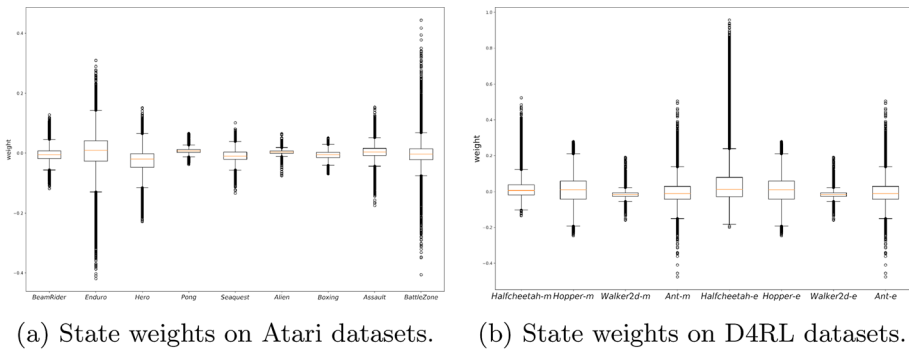 weight
0.4
0.2
0.0
-0.2
-0.4
BeamRider Enduro Hero Pong Seaquest Alien Boxing Assault BattleZone
(a) State weights on Atari datasets.
weight
1.0
0.8
0.6
0.4
0.2
0.0
-0.2
-0.4
Halfcheetah-m Hopper-m Walker2d-m Ant-m Halfcheetah-e Hopper-e Walker2d-e Ant-e
(b) State weights on D4RL datasets.